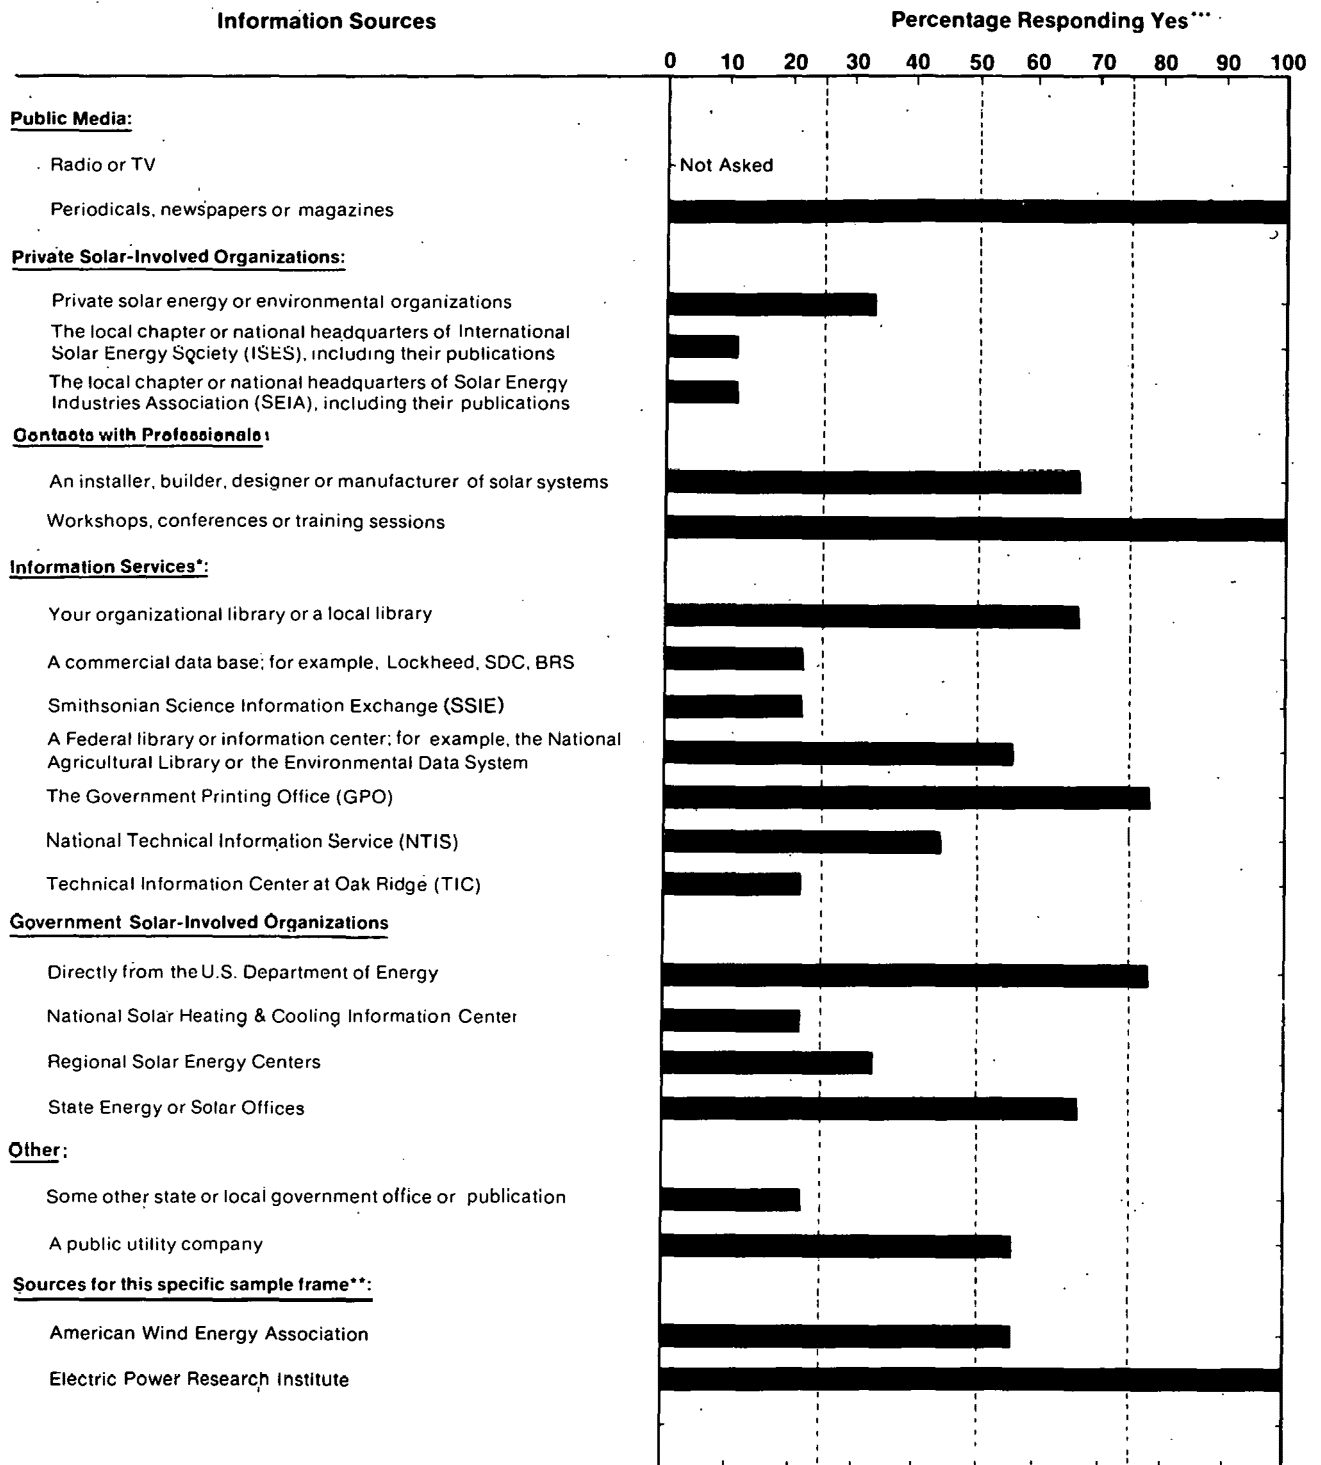 Information Sources
Percentage Responding Yes***
0 10 20 30 40 50 60 70 80 90 100
Public Media:
Radio or TV
Not Asked
Periodicals, newspapers or magazines
Private Solar-Involved Organizations:
Private solar energy or environmental organizations
The local chapter or national headquarters of International
Solar Energy Society (ISES), including their publications
The local chapter or national headquarters of Solar Energy
Industries Association (SEIA), including their publications
Contacts with Professionals:
An installer, builder, designer or manufacturer of solar systems
Workshops, conferences or training sessions
Information Services*:
Your organizational library or a local library
A commercial data base; for example, Lockheed, SDC, BRS
Smithsonian Science Information Exchange (SSIE)
A Federal library or information center; for example, the National
Agricultural Library or the Environmental Data System
The Government Printing Office (GPO)
National Technical Information Service (NTIS)
Technical Information Center at Oak Ridge (TIC)
Government Solar-Involved Organizations
Directly from the U.S. Department of Energy
National Solar Heating & Cooling Information Center
Regional Solar Energy Centers
State Energy or Solar Offices
Other:
Some other state or local government office or publication
A public utility company
Sources for this specific sample frame**:
American Wind Energy Association
Electric Power Research Institute